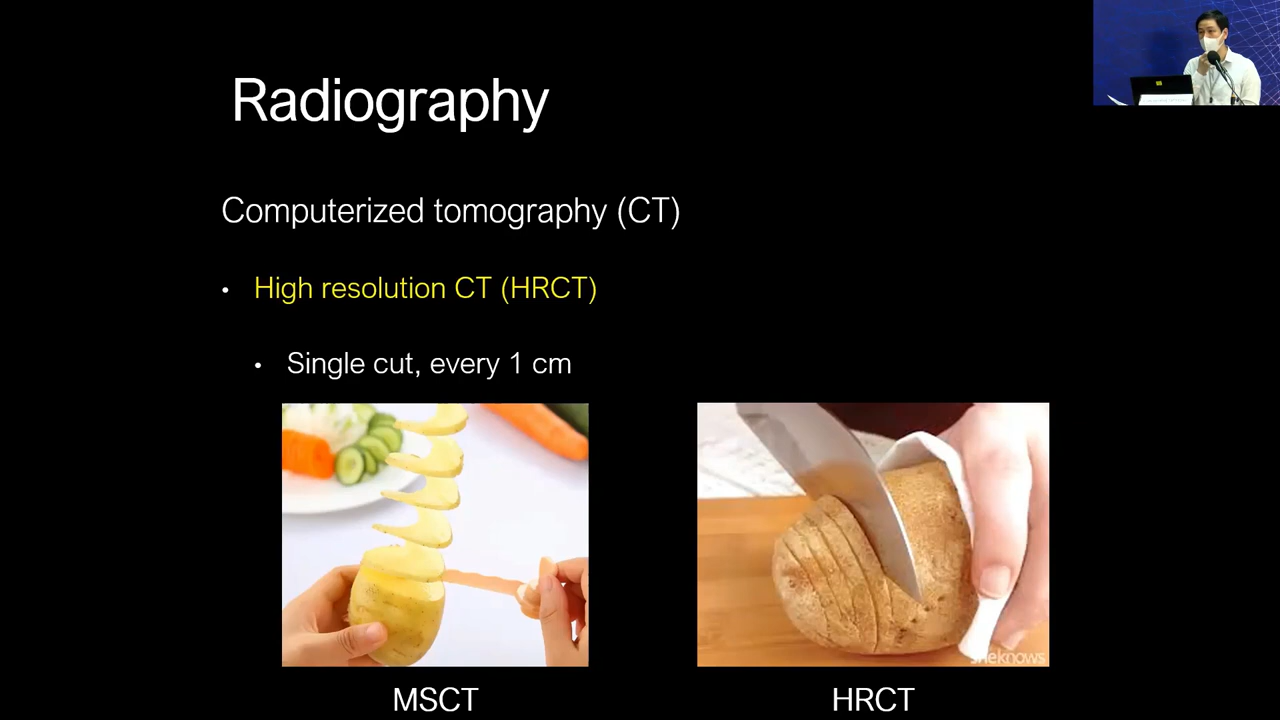 Radiography
Computerized tomography (CT)
• High resolution CT (HRCT)
• Single cut, every 1 cm
sheknows
MSCT
HRCT